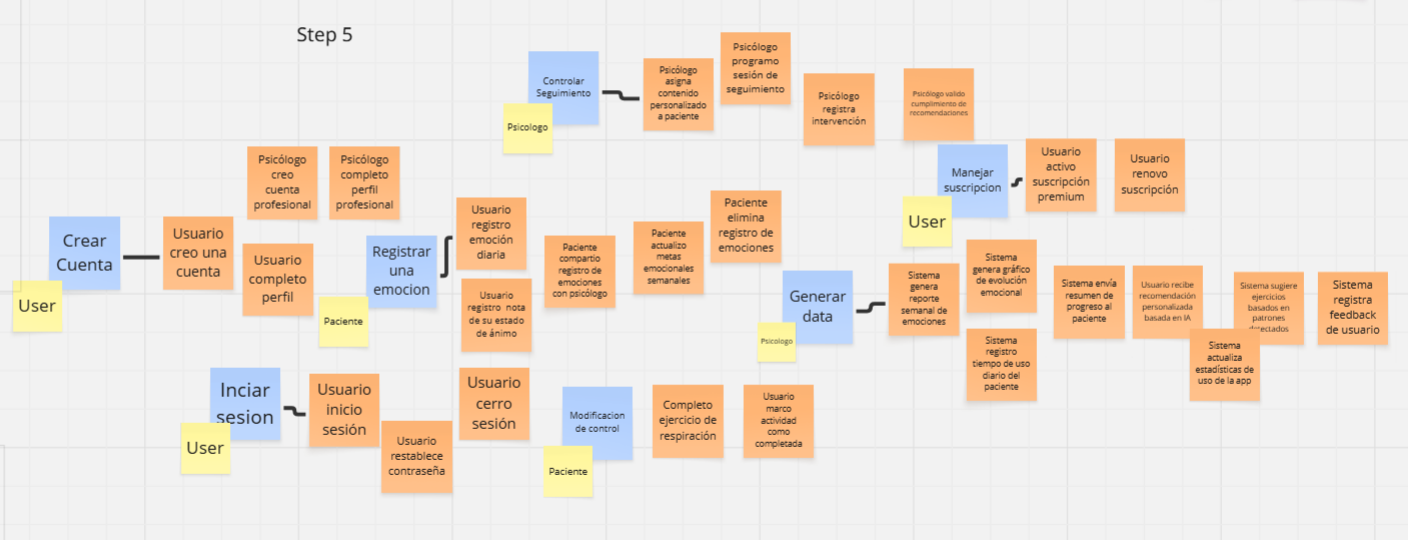 Step 5
Controlar
Seguimiento
Psicologo
Psicólogo
asigna
contenido
personalizado
a paciente
Psicólogo
programo
sesión de
seguimiento
Psicólogo
registra
intervención
Psicólogo valido
cumplimiento de
recomendaciones
Manejar
suscripcion
User
Usuario
activo
suscripción
premium
Usuario
renovo
suscripción
Crear
Cuenta
User
Usuario
creo una
cuenta
Psicólogo
creo
cuenta
profesional
Psicólogo
completo
perfil
profesional
Usuario
completo
perfil
Registrar
una
emocion
Paciente
Usuario
registro
emoción
diaria
Usuario
registro nota
de su estado
de ánimo
Paciente
compartio
registro de
emociones
con psicólogo
Paciente
actualizo
metas
emocionales
semanales
Paciente
elimina
registro de
emociones
Generar
data
Psicologo
Sistema
genera
reporte
semanal de
emociones
Sistema
genera gráfico
de evolución
emocional
Sistema
registro
tiempo de uso
diario del
paciente
Sistema envía
resumen de
progreso al
paciente
Usuario recibe
recomendación
personalizada
basada en IA
Sistema sugiere
ejercicios
basados en
patrones
detectados
Sistema
actualiza
estadísticas de
uso de la app
Sistema
registra
feedback
de usuario
Inciar
sesion
User
Usuario
inicio
sesión
Usuario
restablece
contraseña
Usuario
cerro
sesión
Modificacion
de control
Paciente
Completo
ejercicio de
respiración
Usuario
marco
actividad
como
completada